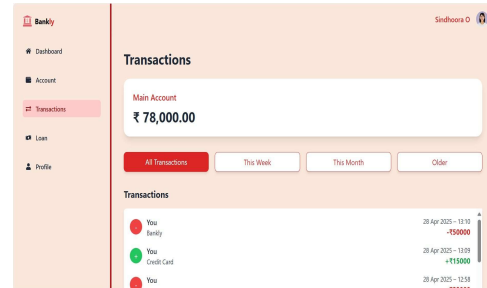 Bankly
Sindhoora O
Dashboard
Account
Transactions
Loan
Profile
Transactions
Main Account
₹ 78,000.00
All Transactions
This Week
This Month
Older
Transactions
You
Bankly
28 Apr 2025 – 13:10
-₹50000
You
Credit Card
28 Apr 2025 – 13:09
+₹15000
You
28 Apr 2025 – 12:58